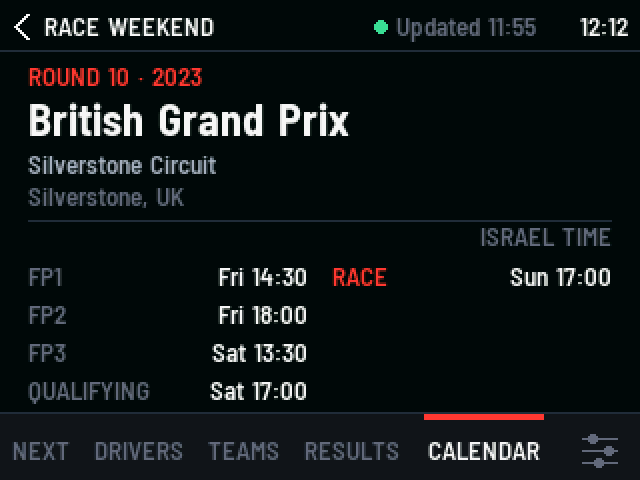 RACE WEEKEND Updated 11:55 12:12
ROUND 10 · 2023
British Grand Prix
Silverstone Circuit
Silverstone, UK
ISRAEL TIME
FP1 Fri 14:30 RACE Sun 17:00
FP2 Fri 18:00
FP3 Sat 13:30
QUALIFYING Sat 17:00
NEXT DRIVERS TEAMS RESULTS CALENDAR